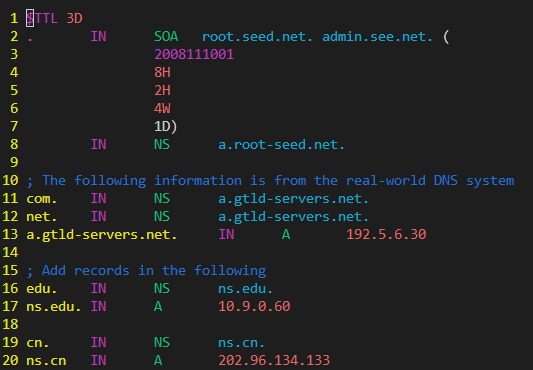 1 $TTL 3D
2 . IN SOA root.seed.net. admin.see.net. (
3 2008111001
4 8H
5 2H
6 4W
7 1D)
8 IN NS a.root-seed.net.
9
10 ; The following information is from the real-world DNS system
11 com. IN NS a.gtld-servers.net.
12 net. IN NS a.gtld-servers.net.
13 a.gtld-servers.net. IN A 192.5.6.30
14
15 ; Add records in the following
16 edu. IN NS ns.edu.
17 ns.edu. IN A 10.9.0.60
18
19 cn. IN NS ns.cn.
20 ns.cn IN A 202.96.134.133